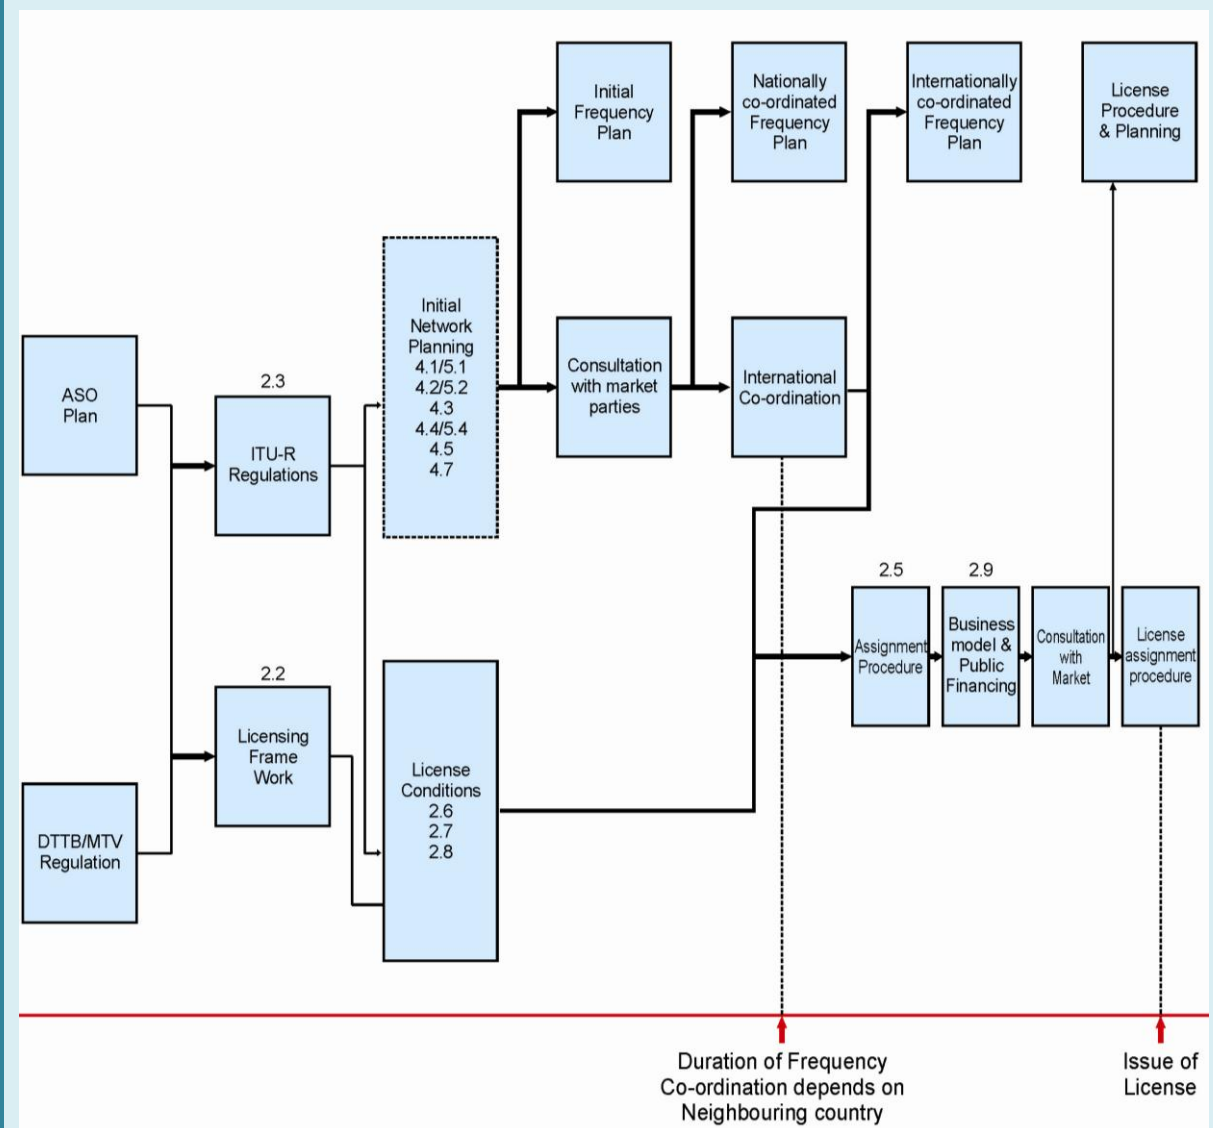 Initial
Frequency
Plan
Nationally
co-ordinated
Frequency
Plan
Internationally
co-ordinated
Frequency
Plan
License
Procedure
& Planning
Initial
Network
Planning
4.1/5.1
4.2/5.2
4.3
4.4/5.4
4.5
4.7
Consultation
with market
parties
International
Co-ordination
ASO
Plan
2.3
ITU-R
Regulations
2.5
Assignment
Procedure
2.9
Business
model &
Public
Financing
Consultation
with
Market
License
assignment
procedure
2.2
Licensing
Frame
Work
License
Conditions
2.6
2.7
2.8
DTTB/MTV
Regulation
Duration of Frequency
Co-ordination depends on
Neighbouring country
Issue of
License